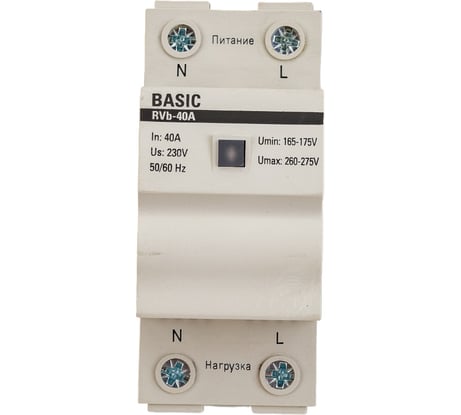 Питание
N L
BASIC
RVb-40A
In: 40A
Us: 230V
50/60 Hz
Umin: 165-175V
Umax: 260-275V
N L
Нагрузка